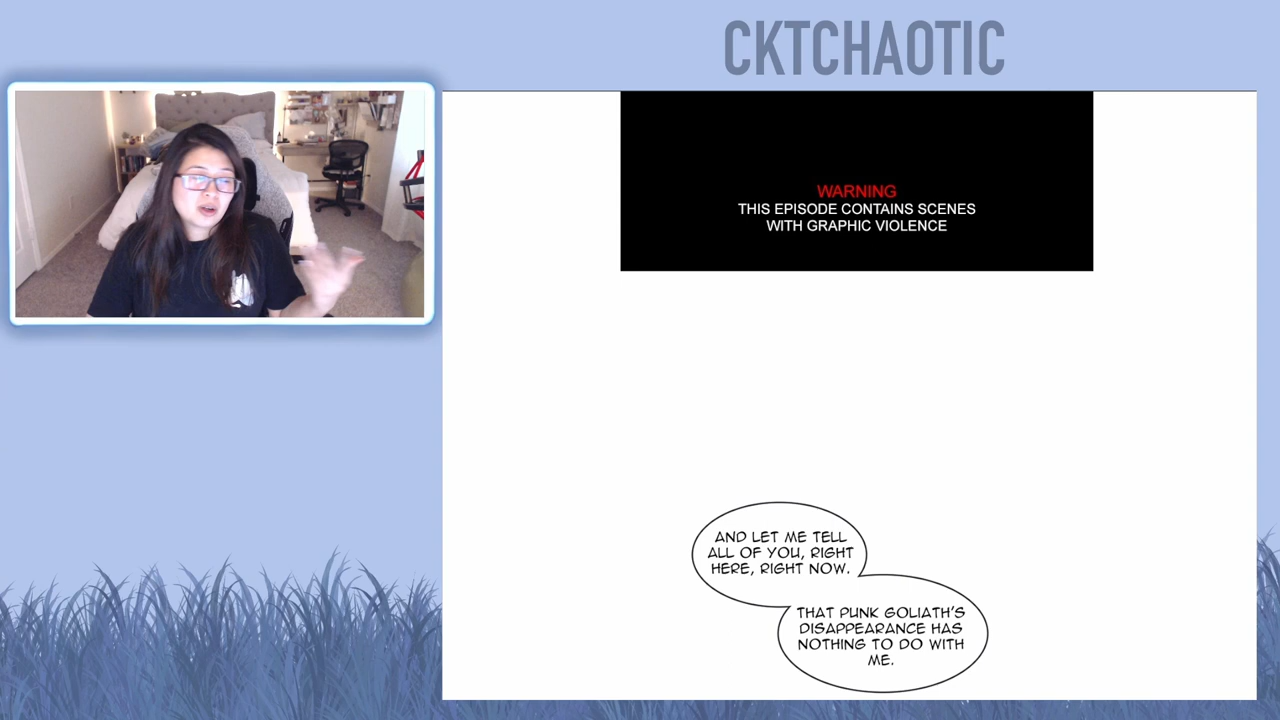 CKTCHAOTIC
WARNING
THIS EPISODE CONTAINS SCENES
WITH GRAPHIC VIOLENCE
AND LET ME TELL
ALL OF YOU, RIGHT
HERE, RIGHT NOW.
THAT PUNK GOLIATH'S
DISAPPEARANCE HAS
NOTHING TO DO WITH
ME.